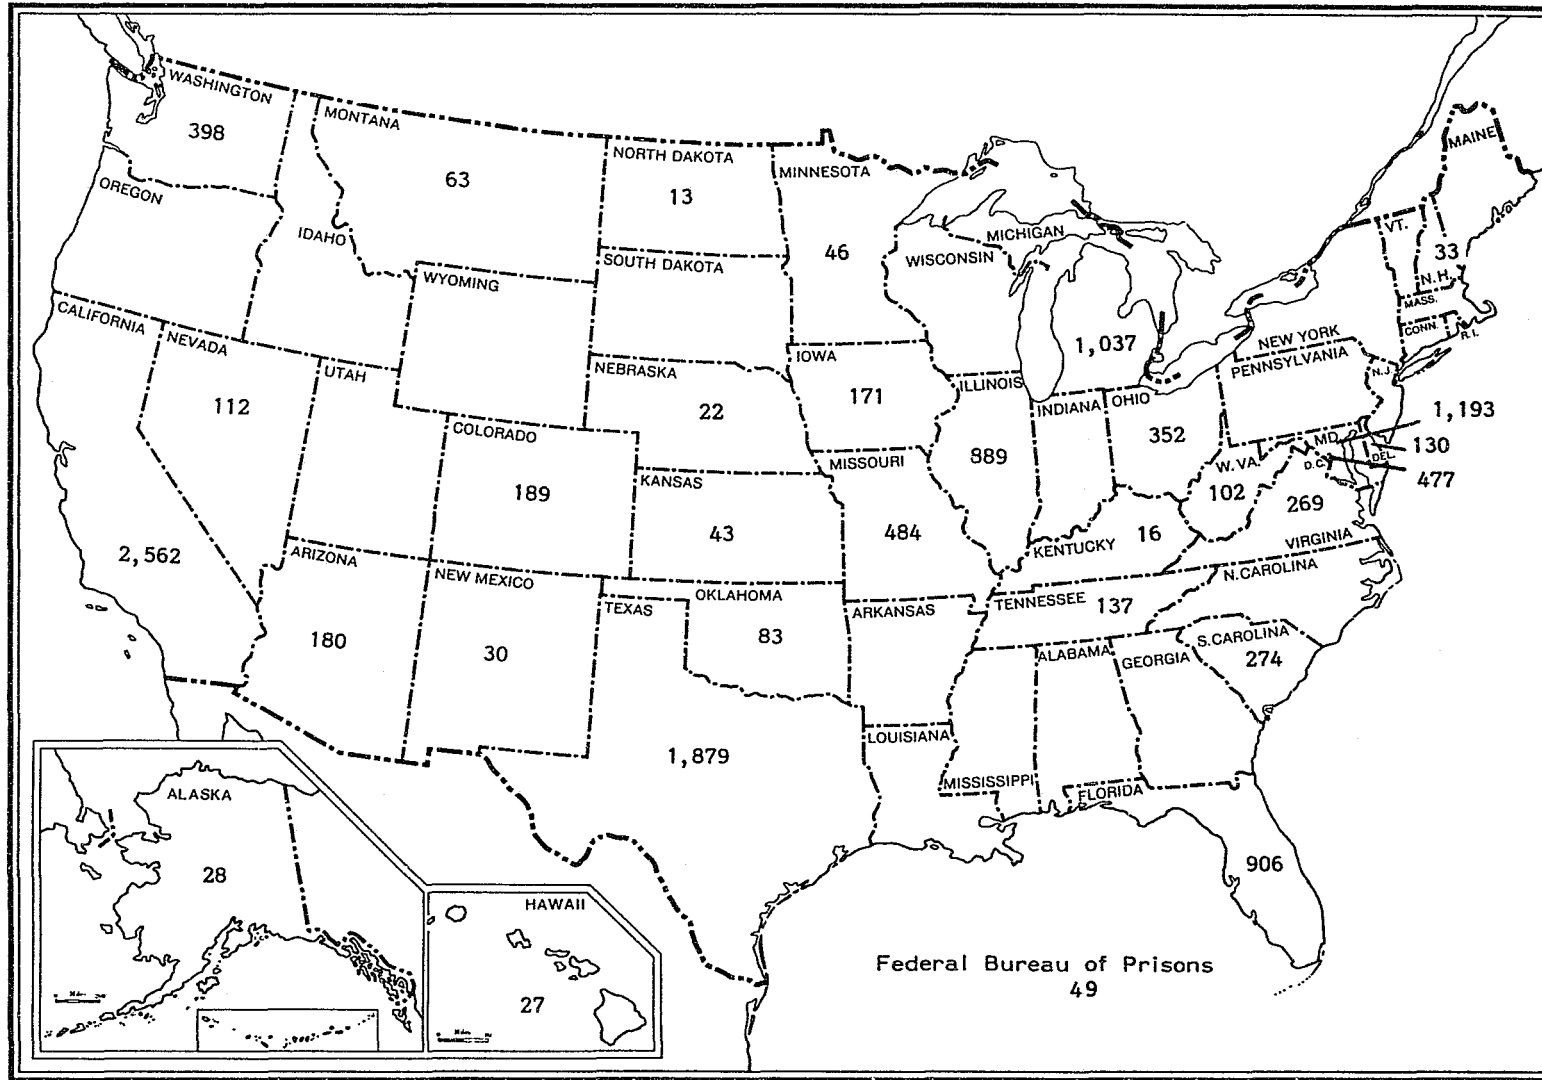 WASHINGTON
398
MONTANA
63
NORTH DAKOTA
13
MINNESOTA
46
MAINE
OREGON
IDAHO
WYOMING
SOUTH DAKOTA
WISCONSIN
MICHIGAN
1,037
VT.
33
N.H.
MASS.
CONN.
R.I.
NEW YORK
CALIFORNIA
2,562
NEVADA
112
UTAH
COLORADO
189
NEBRASKA
22
IOWA
171
ILLINOIS
889
INDIANA
OHIO
352
PENNSYLVANIA
N.J.
1,193
MD.
130
DEL.
D.C.
477
KANSAS
43
MISSOURI
484
KENTUCKY 16
W. VA.
102
269
VIRGINIA
ARIZONA
180
NEW MEXICO
30
TEXAS
1,879
OKLAHOMA
83
ARKANSAS
TENNESSEE 137
N.CAROLINA
S.CAROLINA
274
LOUISIANA
MISSISSIPPI
ALABAMA
GEORGIA
FLORIDA
906
ALASKA
28
HAWAII
27
Federal Bureau of Prisons
49